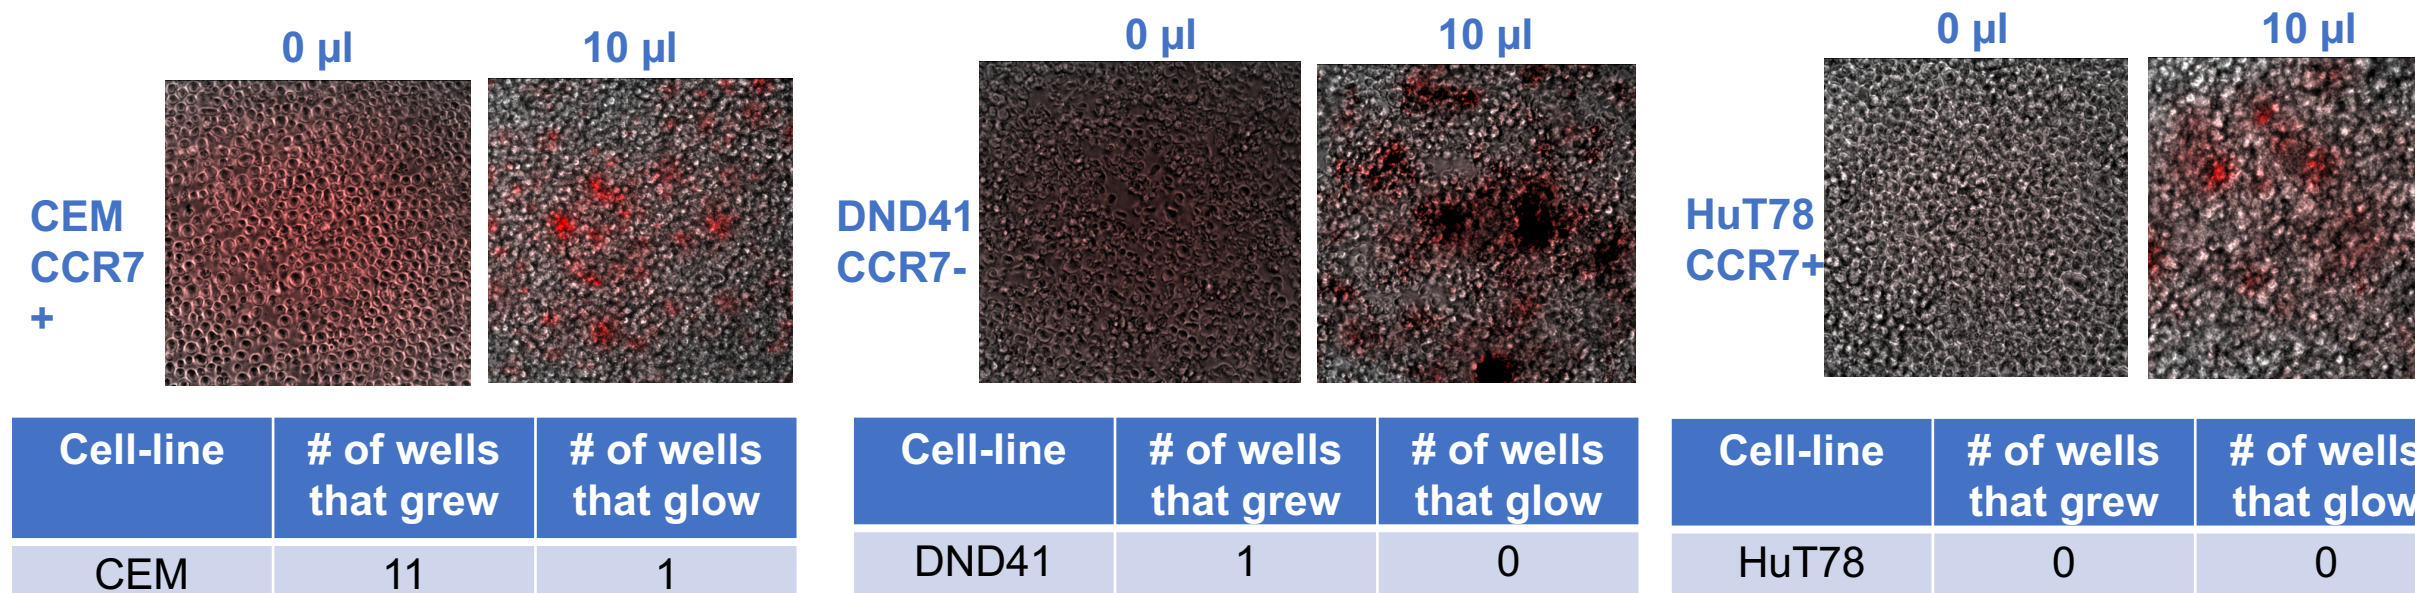 0 µl
10 µl
CEM
CCR7
+
Cell-line
# of wells
that grew
# of wells
that glow
CEM
11
1
0 µl
10 µl
DND41
CCR7-
Cell-line
# of wells
that grew
# of wells
that glow
DND41
1
0
0 µl
10 µl
HuT78
CCR7+
Cell-line
# of wells
that grew
# of wells
that glow
HuT78
0
0